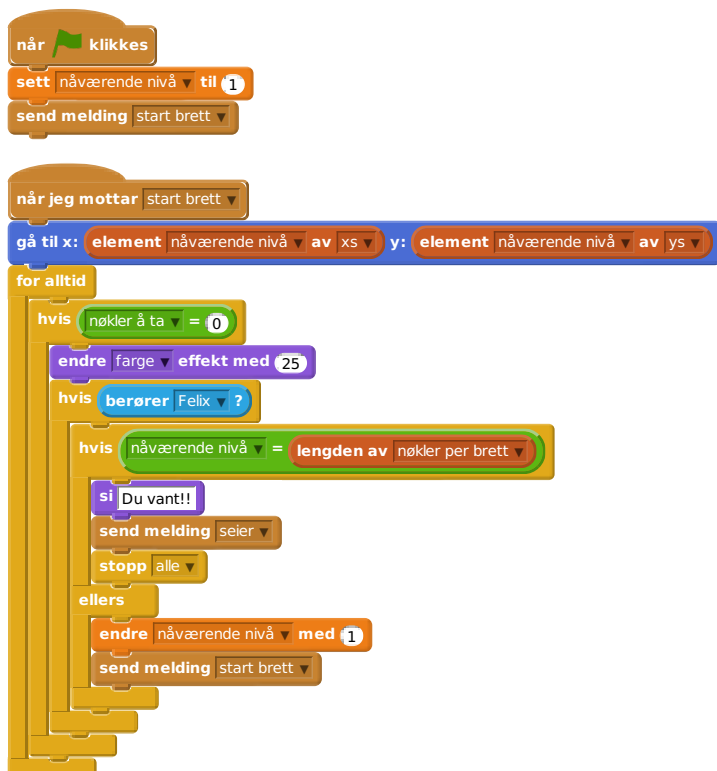 når klikkes
sett nåværende nivå ▾ til 1
send melding start brett ▾
når jeg mottar start brett ▾
gå til x: element nåværende nivå ▾ av xs ▾ y: element nåværende nivå ▾ av ys ▾
for alltid
hvis nøkler å ta ▾ = 0
endre farge ▾ effekt med 25
hvis berører Felix ▾ ?
hvis nåværende nivå ▾ = lengden av nøkler per brett ▾
si Du vant!!
send melding seier ▾
stopp alle ▾
ellers
endre nåværende nivå ▾ med 1
send melding start brett ▾